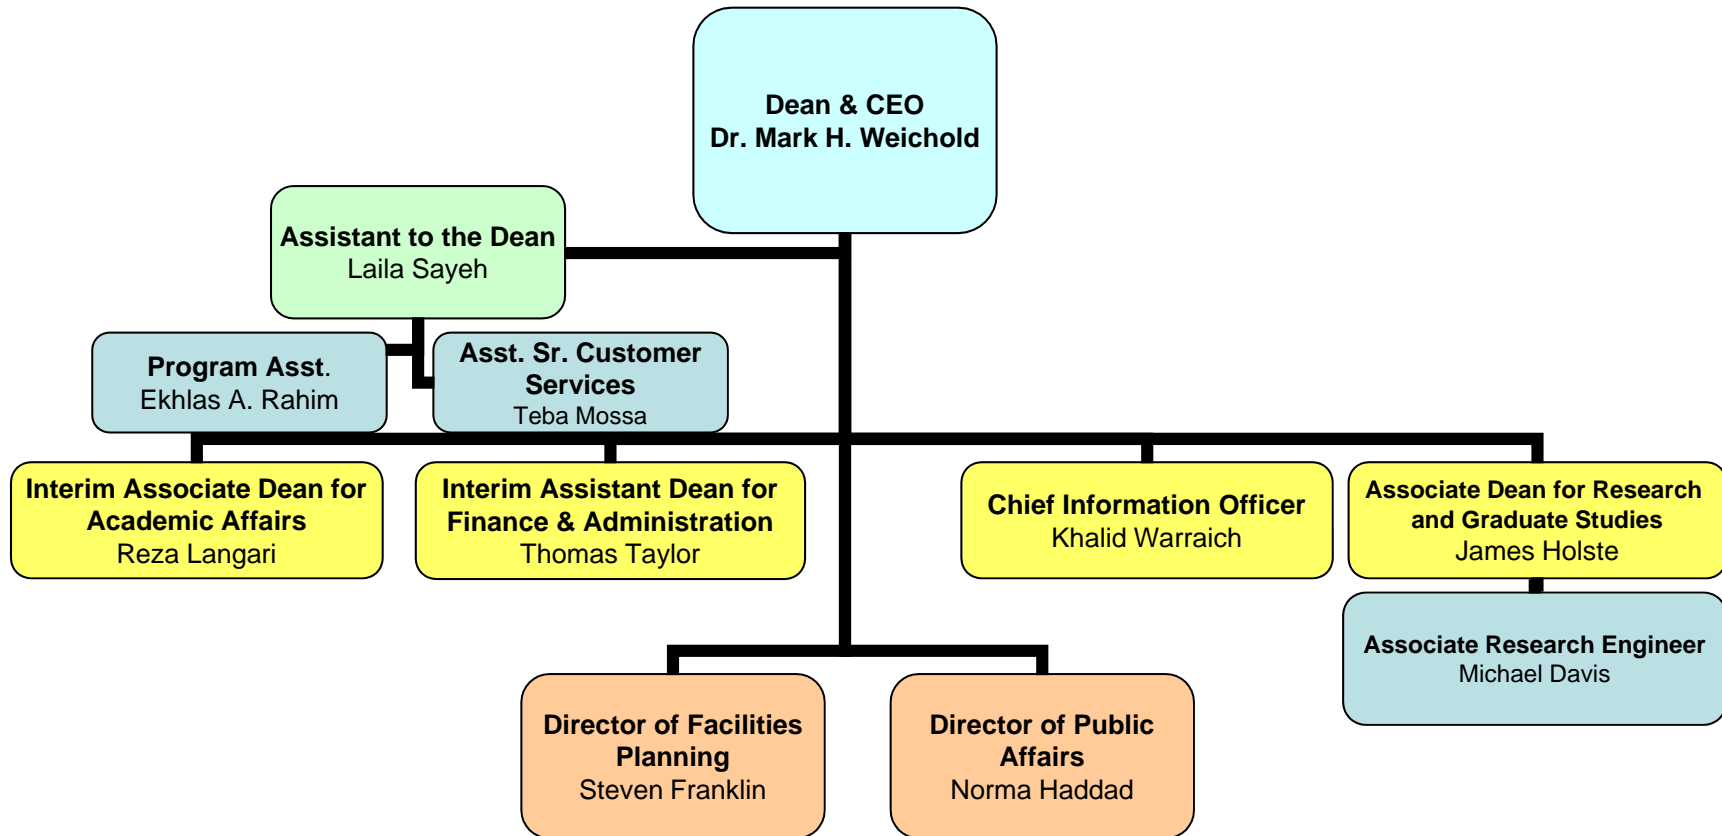 Dean & CEO
Dr. Mark H. Weichold
Assistant to the Dean
Laila Sayeh
Program Asst.
Ekhlas A. Rahim
Asst. Sr. Customer
Services
Teba Mossa
Interim Associate Dean for
Academic Affairs
Reza Langari
Interim Assistant Dean for
Finance & Administration
Thomas Taylor
Chief Information Officer
Khalid Warraich
Associate Dean for Research
and Graduate Studies
James Holste
Associate Research Engineer
Michael Davis
Director of Facilities
Planning
Steven Franklin
Director of Public
Affairs
Norma Haddad